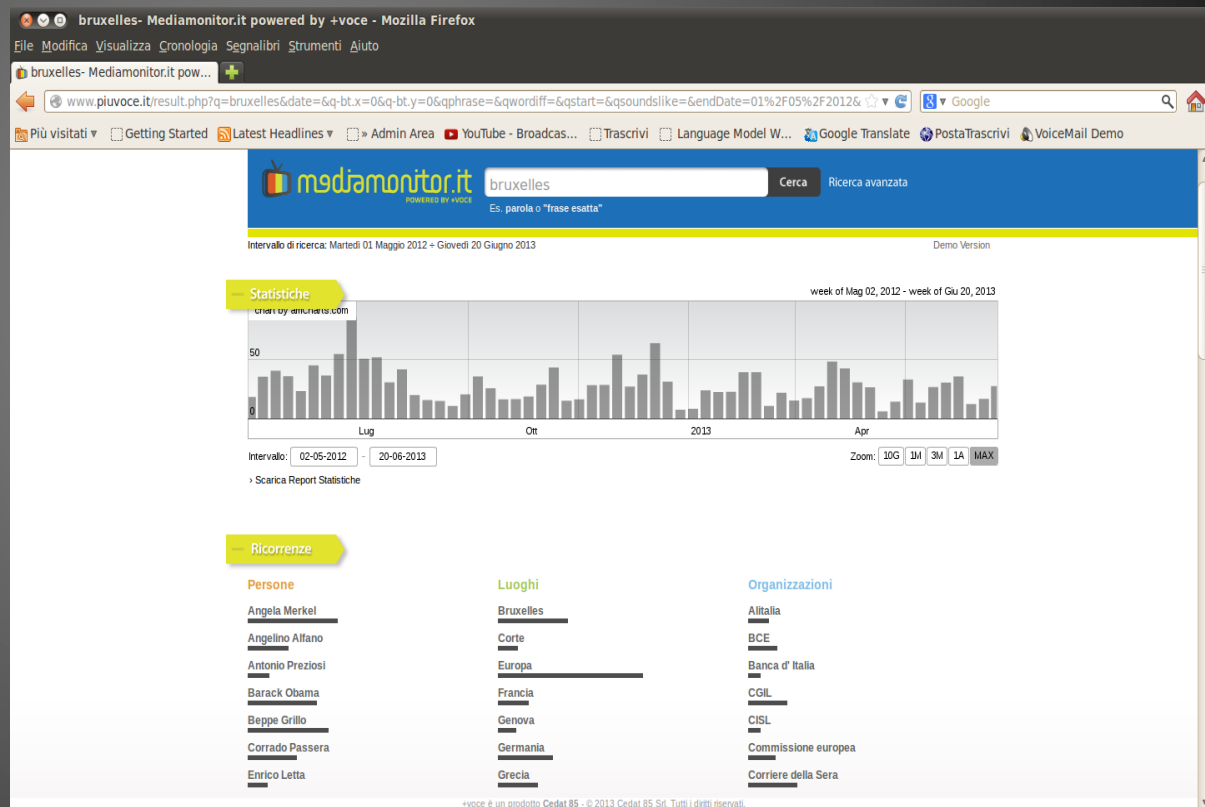 bruxelles- Mediamonitor.it powered by +voce - Mozilla Firefox
File Modifica Visualizza Cronologia Segnalibri Strumenti Aiuto
bruxelles- Mediamonitor.it pow...
www.piuvoce.it/result.php?q=bruxelles&date=&q-bt.x=0&q-bt.y=0&qphrase=&qwordiff=&qstart=&qsoundslike=&endDate=01%2F05%2F2012& Google
Più visitati Getting Started Latest Headlines » Admin Area YouTube - Broadcas... Trascrivi Language Model W... Google Translate PostaTrascrivi VoiceMail Demo
mediamonitor.it bruxelles Cerca Ricerca avanzata
POWERED BY +VOCE Es. parola o "frase esatta"
Intervallo di ricerca: Martedì 01 Maggio 2012 ÷ Giovedì 20 Giugno 2013 Demo Version
Statistiche week of Mag 02, 2012 - week of Giu 20, 2013
chart by amCharts.com
50
0
Lug Ott 2013 Apr
Intervallo: 02-05-2012 - 20-06-2013 Zoom: 10G 1M 3M 1A MAX
› Scarica Report Statistiche
Ricorrenze
Persone Luoghi Organizzazioni
Angela Merkel Bruxelles Alitalia
Angelino Alfano Corte BCE
Antonio Preziosi Europa Banca d' Italia
Barack Obama Francia CGIL
Beppe Grillo Genova CISL
Corrado Passera Germania Commissione europea
Enrico Letta Grecia Corriere della Sera
+voce è un prodotto Cedat 85 - © 2013 Cedat 85 Srl. Tutti i diritti riservati.